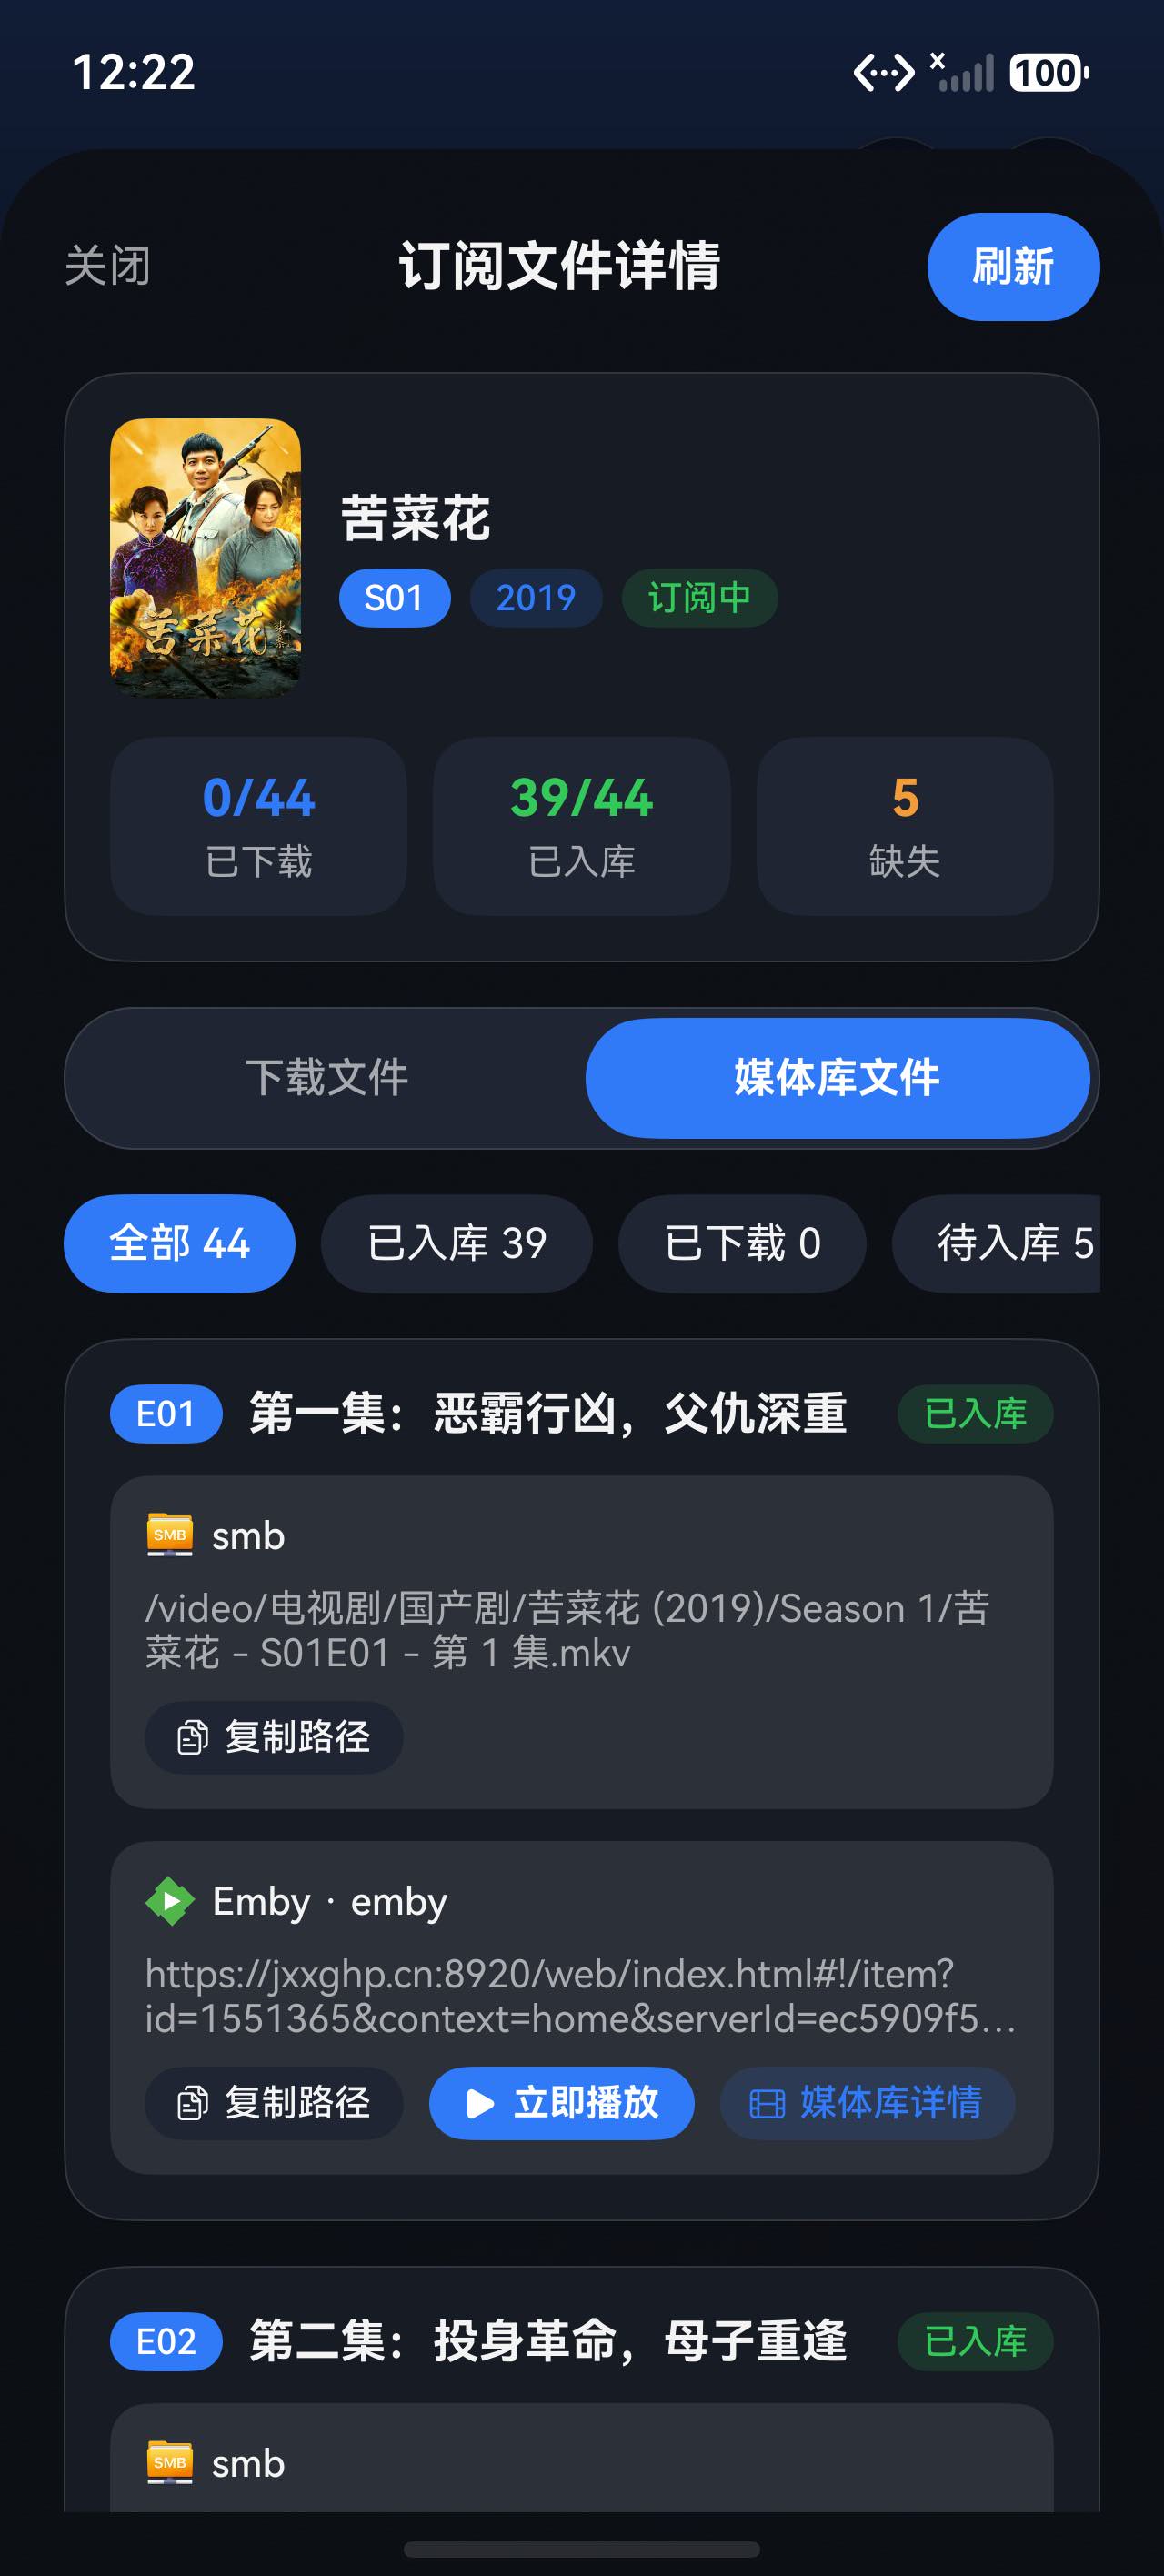 12:22
100
关闭
订阅文件详情
刷新
苦菜花
苦菜花
S01
2019
订阅中
0/44
已下载
39/44
已入库
5
缺失
下载文件
媒体库文件
全部 44
已入库 39
已下载 0
待入库 5
E01
第一集：恶霸行凶，父仇深重
已入库
SMB
smb
/video/电视剧/国产剧/苦菜花 (2019)/Season 1/苦
菜花 - S01E01 - 第 1 集.mkv
复制路径
Emby · emby
https://jxxghp.cn:8920/web/index.html#!/item?
id=1551365&context=home&serverId=ec5909f5...
复制路径
立即播放
媒体库详情
E02
第二集：投身革命，母子重逢
已入库
SMB
smb